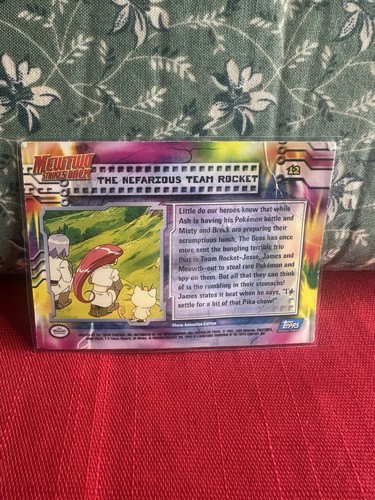 MEWTWO
STRIKES BACK!
12
THE NEFARIOUS TEAM ROCKET
Little do our heroes know that while
Ash is having his Pokémon battle and
Misty and Brock are preparing their
scrumptious lunch, The Boss has once
more sent the bungling terrible trio
that is Team Rocket-Jesse, James and
Meowth-out to steal rare Pokémon and
spy on them. But all that they can think
of is the rumbling in their stomachs!
James states it best when he says, "I'd
settle for a bit of that Pika chow!"
Movie Animation Edition
TOPPS